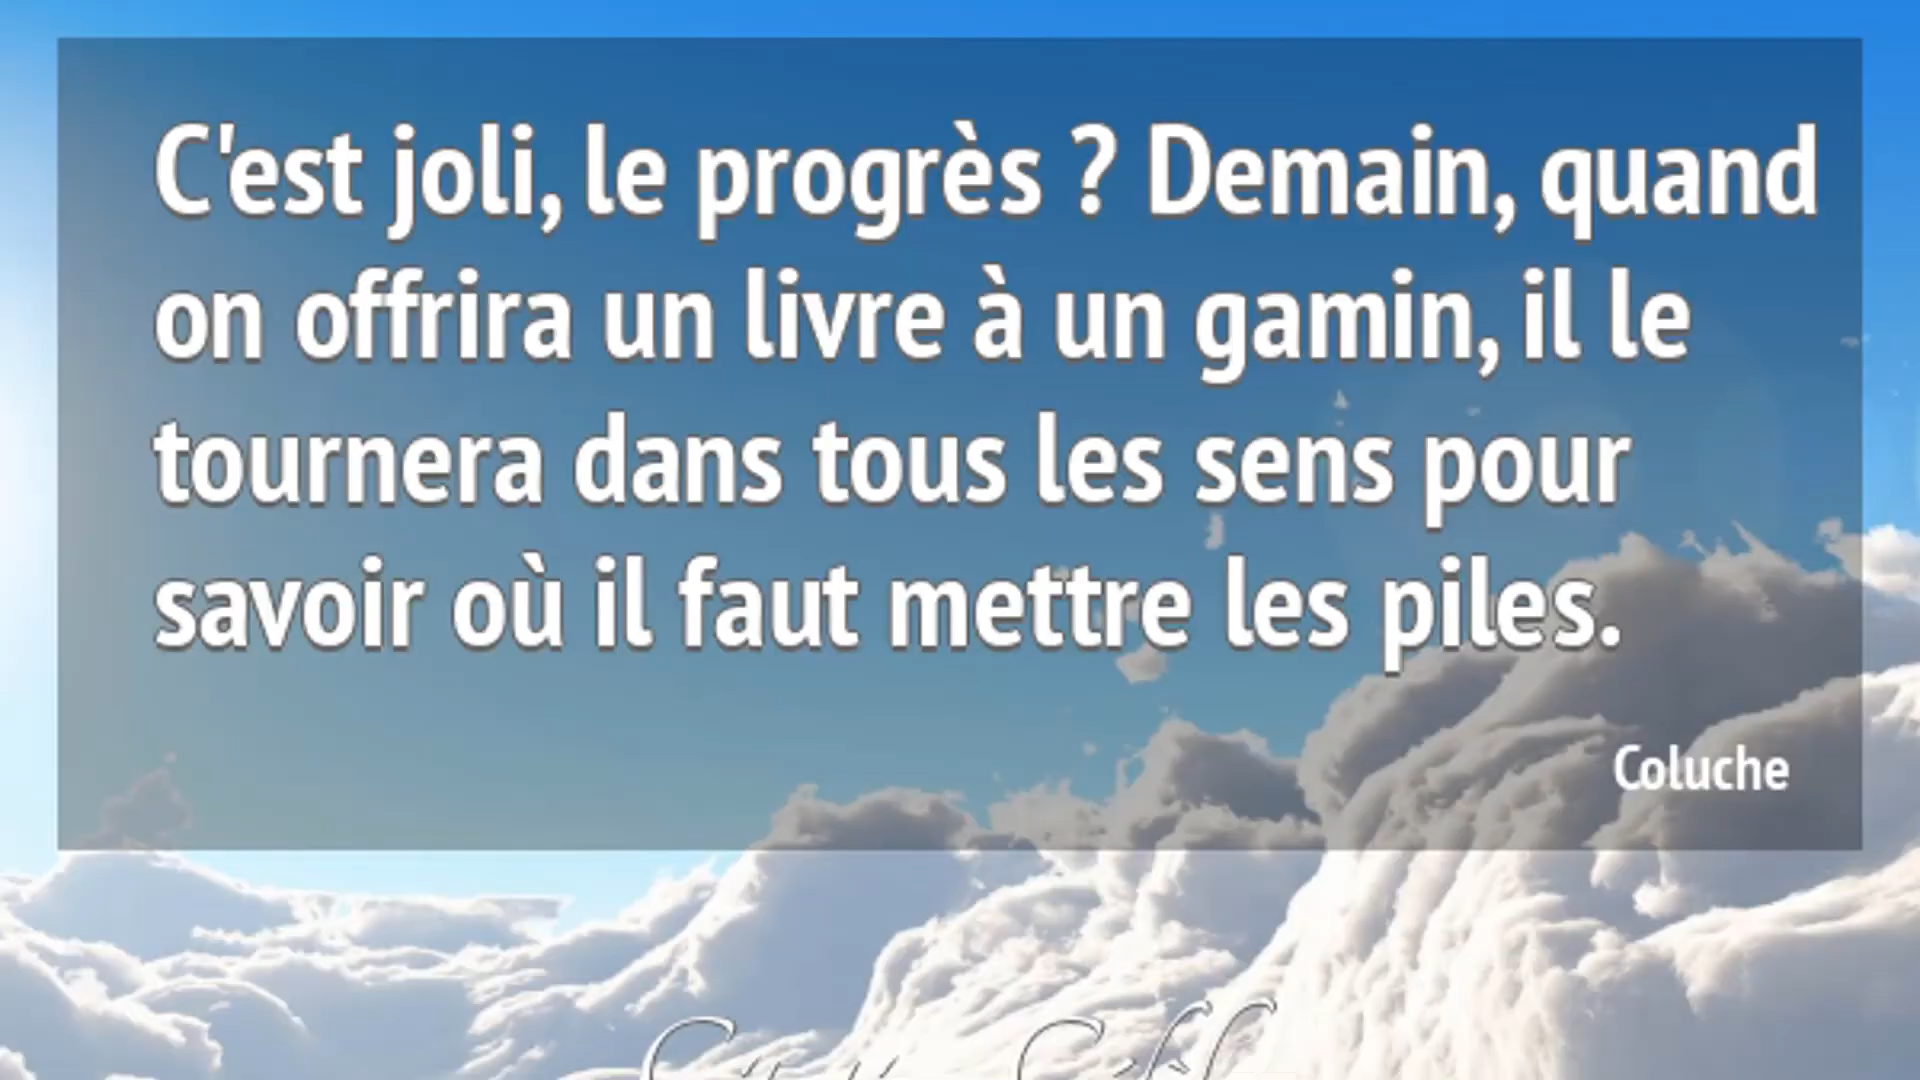 C'est joli, le progrès ? Demain, quand
on offrira un livre à un gamin, il le
tournera dans tous les sens pour
savoir où il faut mettre les piles.
Coluche